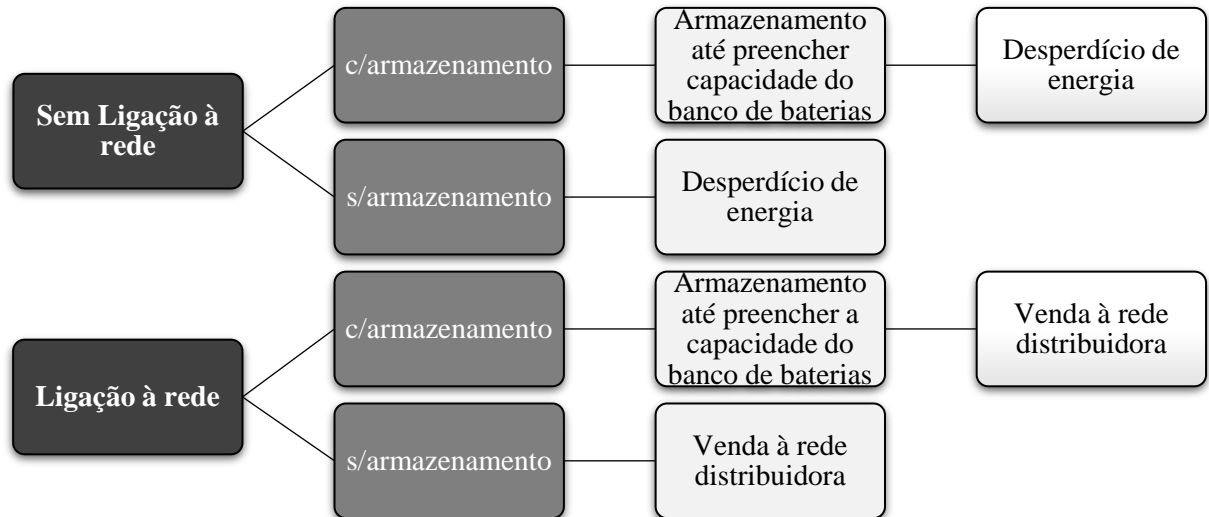 Sem Ligação à
rede
c/armazenamento
Armazenamento
até preencher
capacidade do
banco de baterias
Desperdício de
energia
s/armazenamento
Desperdício de
energia
Ligação à rede
c/armazenamento
Armazenamento
até preencher a
capacidade do
banco de baterias
Venda à rede
distribuidora
s/armazenamento
Venda à rede
distribuidora